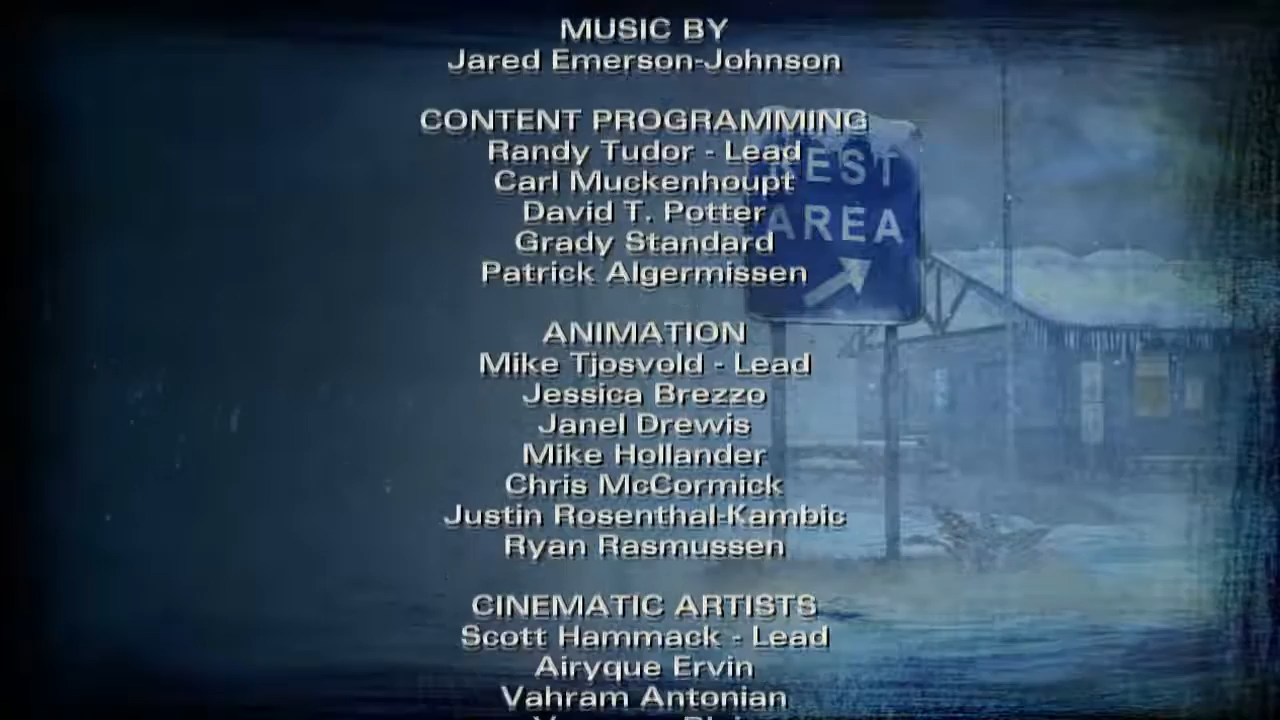 MUSIC BY
Jared Emerson-Johnson
CONTENT PROGRAMMING
Randy Tudor - Lead
Carl Muckenhoupt
David T. Potter
Grady Standard
Patrick Algermissen
REST
AREA
ANIMATION
Mike Tjosvold - Lead
Jessica Brezzo
Janel Drewis
Mike Hollander
Chris McCormick
Justin Rosenthal-Kambic
Ryan Rasmussen
CINEMATIC ARTISTS
Scott Hammack - Lead
Airyque Ervin
Vahram Antonian